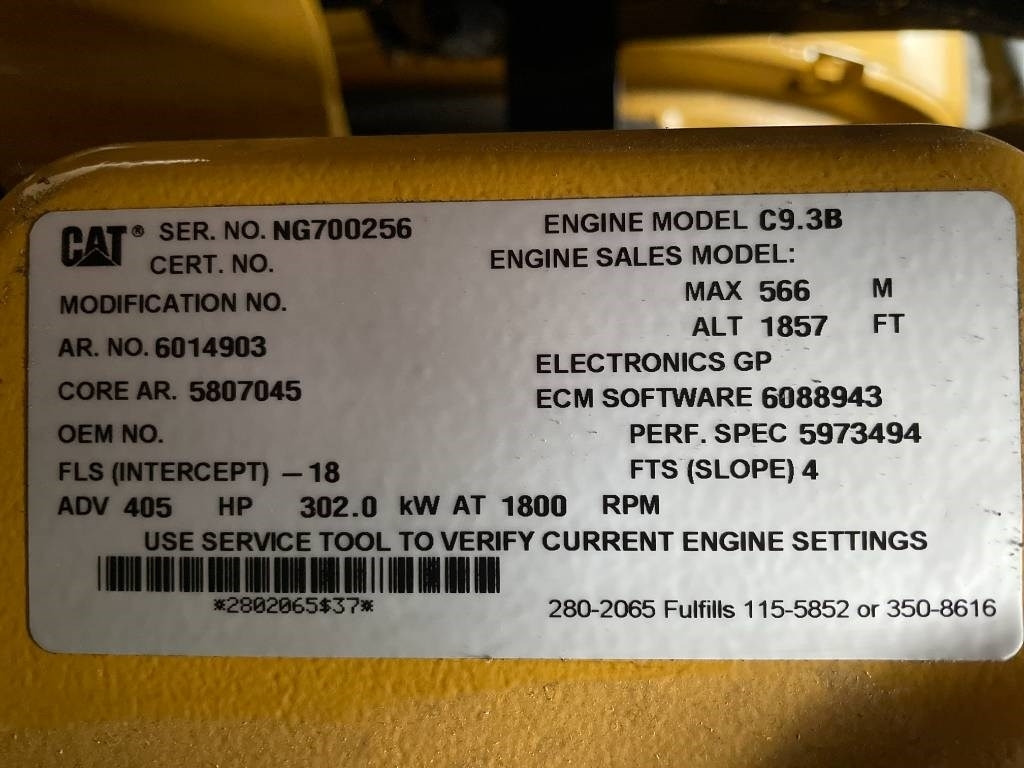 CAT® SER. NO. NG700256 ENGINE MODEL C9.3B
CERT. NO. ENGINE SALES MODEL:
MODIFICATION NO. MAX 566 M
AR. NO. 6014903 ALT 1857 FT
ELECTRONICS GP
CORE AR. 5807045 ECM SOFTWARE 6088943
OEM NO. PERF. SPEC 5973494
FLS (INTERCEPT) -18 FTS (SLOPE) 4
ADV 405 HP 302.0 kW AT 1800 RPM
USE SERVICE TOOL TO VERIFY CURRENT ENGINE SETTINGS
*2802065$37* 280-2065 Fulfills 115-5852 or 350-8616